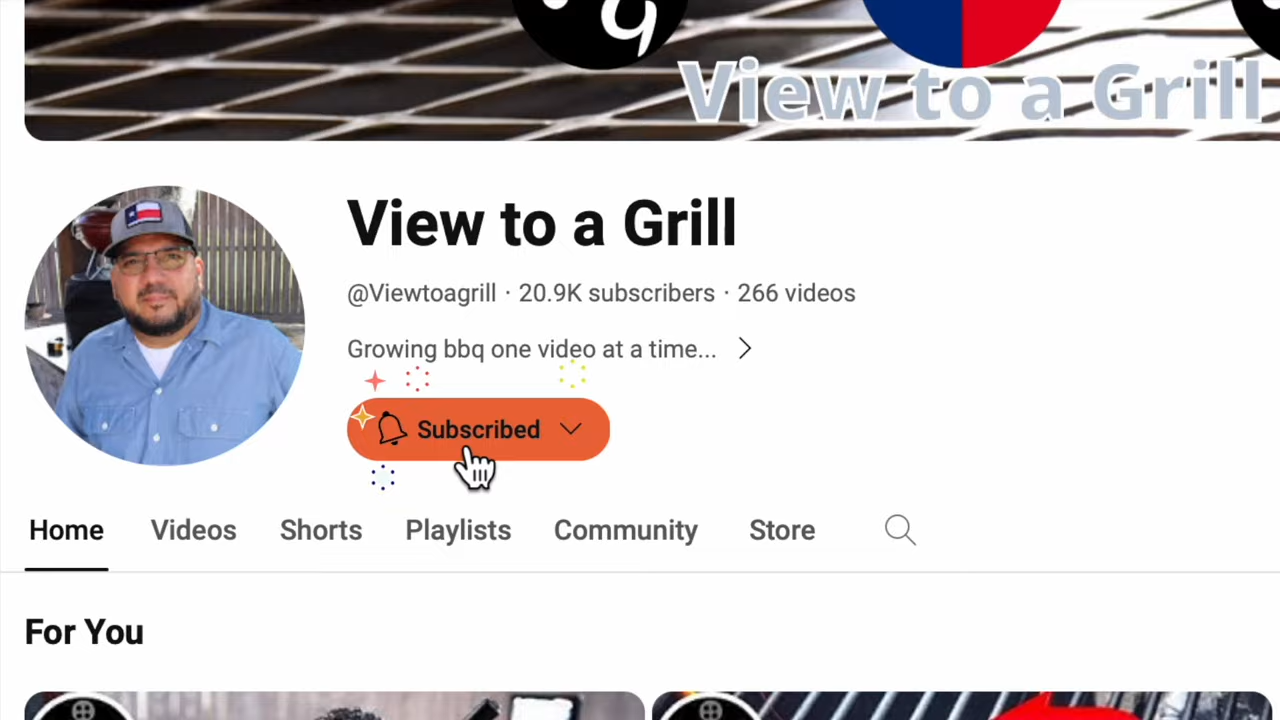 View to a Grill
View to a Grill
@Viewtoagrill · 20.9K subscribers · 266 videos
Growing bbq one video at a time...
Subscribed
Home Videos Shorts Playlists Community Store
For You